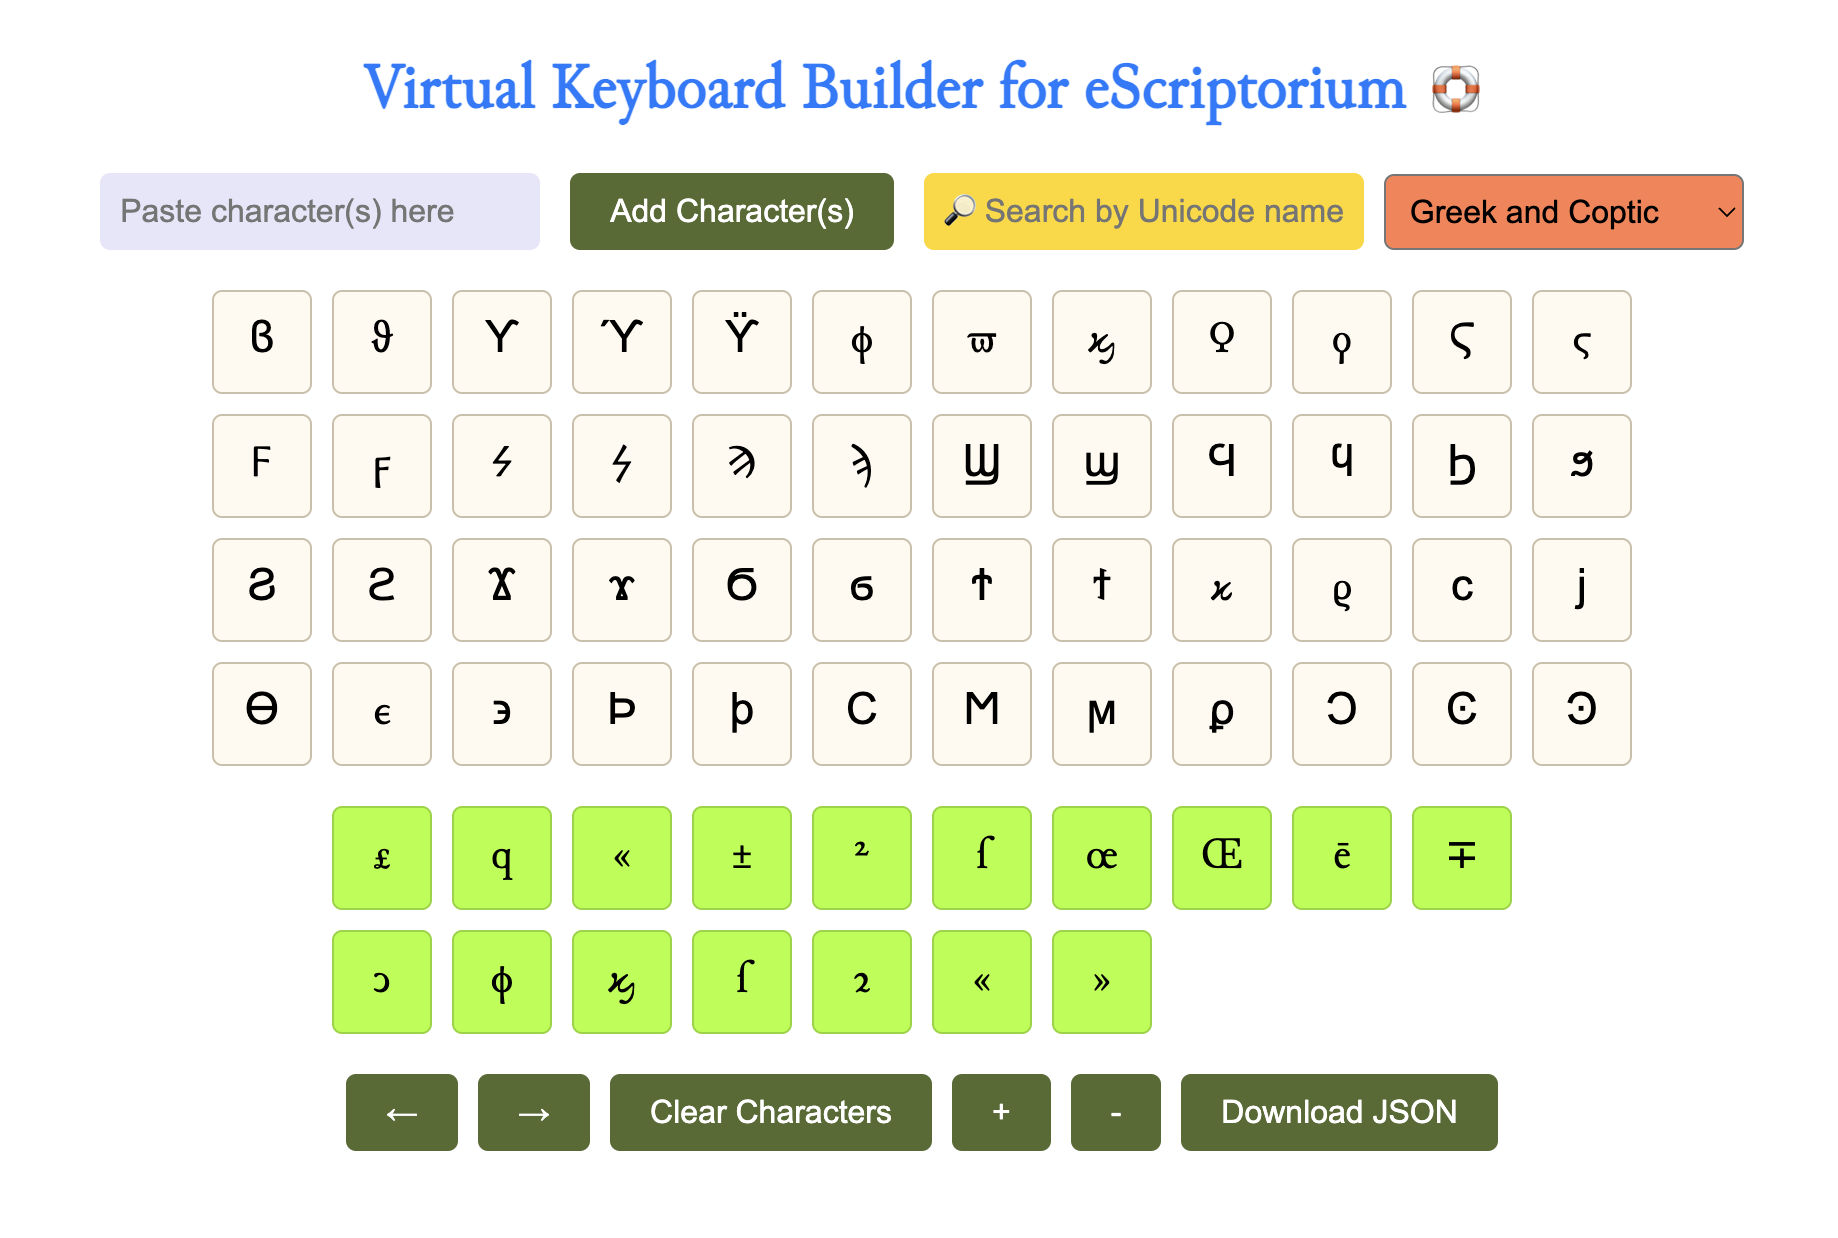 Virtual Keyboard Builder for eScriptorium 🛟
Paste character(s) here Add Character(s) 🔎 Search by Unicode name Greek and Coptic
ϐ ϑ ϒ ϓ ϔ ϕ ϖ ϗ Ϙ ϙ Ϛ ϛ
Ϝ ϝ Ϟ ϟ Ϡ ϡ Ϣ ϣ Ϥ ϥ Ϧ ϧ
Ϩ ϩ Ϫ ϫ Ϭ ϭ Ϯ ϯ ϰ ϱ ϲ ϳ
ϴ ϵ ϶ Ϸ ϸ Ϲ Ϻ ϻ ϼ Ͻ Ͼ Ͽ
£ q « ± ² ſ œ Œ ē ∓
ɔ ϕ ϗ ſ 2 « »
← → Clear Characters + - Download JSON